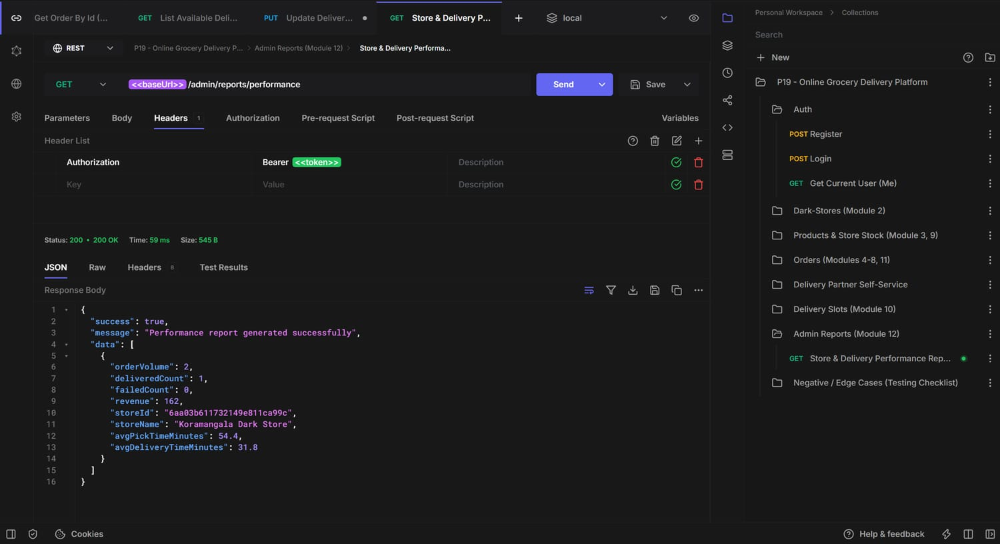 Get Order By Id (...
GET List Available Deli...
PUT Update Deliver...
GET Store & Delivery P...
local
REST
P19 - Online Grocery Delivery P... > Admin Reports (Module 12) > Store & Delivery Performa...
GET
<<baseUrl>>/admin/reports/performance
Send
Save
Parameters
Body
Headers 1
Authorization
Pre-request Script
Post-request Script
Variables
Header List
Authorization
Bearer <<token>>
Description
Key
Value
Description
Status: 200 • 200 OK Time: 59 ms Size: 545 B
JSON
Raw
Headers 8
Test Results
Response Body
1 {
2 "success": true,
3 "message": "Performance report generated successfully",
4 "data": [
5 {
6 "orderVolume": 2,
7 "deliveredCount": 1,
8 "failedCount": 0,
9 "revenue": 162,
10 "storeId": "6aa03b611732149e811ca99c",
11 "storeName": "Koramangala Dark Store",
12 "avgPickTimeMinutes": 54.4,
13 "avgDeliveryTimeMinutes": 31.8
14 }
15 ]
16 }
Personal Workspace > Collections
Search
New
P19 - Online Grocery Delivery Platform
Auth
POST Register
POST Login
GET Get Current User (Me)
Dark-Stores (Module 2)
Products & Store Stock (Module 3, 9)
Orders (Modules 4-8, 11)
Delivery Partner Self-Service
Delivery Slots (Module 10)
Admin Reports (Module 12)
GET Store & Delivery Performance Rep...
Negative / Edge Cases (Testing Checklist)
Cookies
Help & feedback